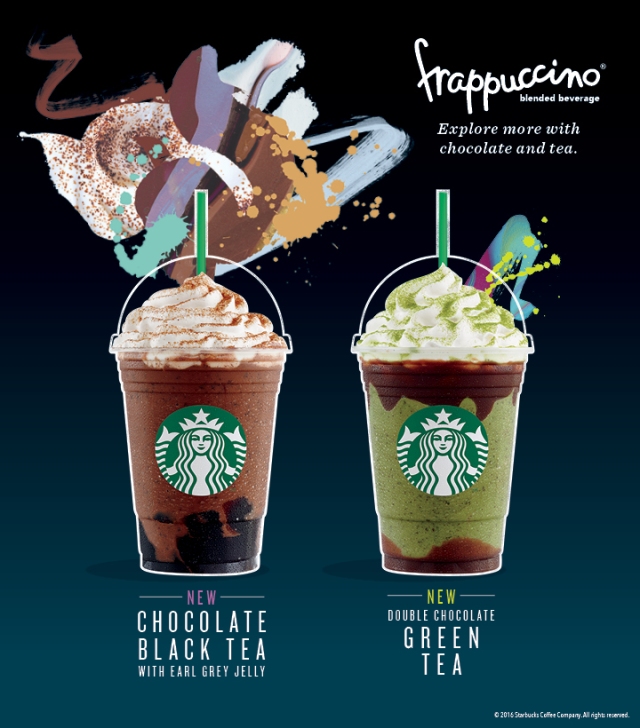 frappuccino®
blended beverage
Explore more with
chocolate and tea.
NEW
CHOCOLATE
BLACK TEA
WITH EARL GREY JELLY
NEW
DOUBLE CHOCOLATE
GREEN
TEA
© 2016 Starbucks Coffee Company. All rights reserved.